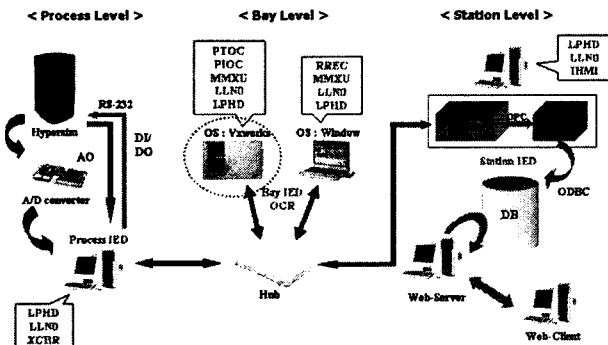 < Process Level >
< Bay Level >
< Station Level >
PTOC
PIOC
MMXU
LLN0
LPHD
RREC
MMXU
LLN0
LPHD
LPHD
LLN0
IHMI
RS-232
DI/
DO
Hypersim
AO
A/D converter
OS : Vxworks
OS : Window
Bay IED
OCR
OPC
Station IED
ODBC
DB
Process IED
Hub
Web-Server
Web-Client
LPHD
LLN0
XCBR